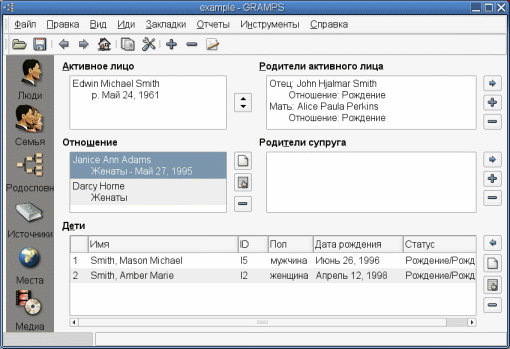 example - GRAMPS
Файл Правка Вид Иди Закладки Отчеты Инструменты Справка
Люди
Семья
Родословн
Источники
Места
Медиа
Активное лицо
Edwin Michael Smith
р. Май 24, 1961
Родители активного лица
Отец: John Hjalmar Smith
Отношение: Рождение
Мать: Alice Paula Perkins
Отношение: Рождение
Отношение
Janice Ann Adams
Женаты - Май 27, 1995
Darcy Horne
Женаты
Родители супруга
Дети
Имя ID Пол Дата рождения Статус
1 Smith, Mason Michael I5 мужчина Июнь 26, 1996 Рождение/Рожд
2 Smith, Amber Marie I2 женщина Апрель 12, 1998 Рождение/Рожд